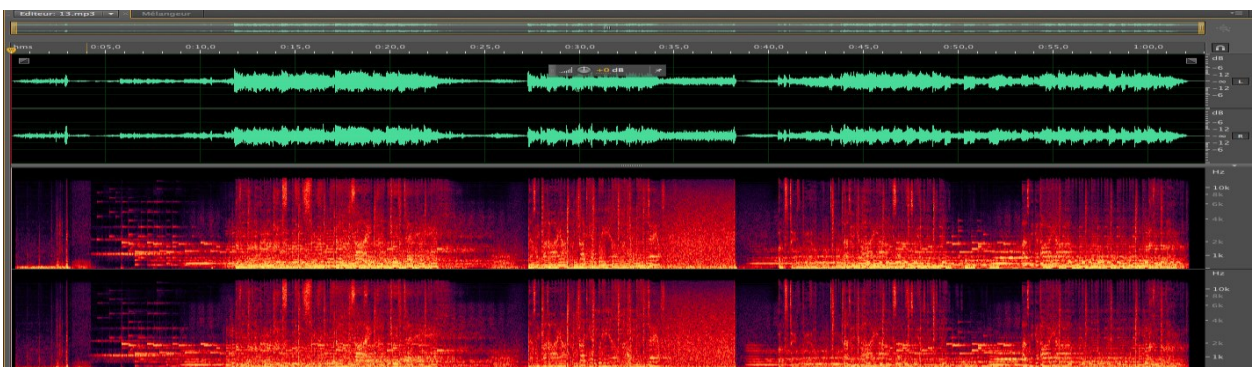 Editeur: 13.mp3 Mélangeur
hms 0:05,0 0:10,0 0:15,0 0:20,0 0:25,0 0:30,0 0:35,0 0:40,0 0:45,0 0:50,0 0:55,0 1:00,0
+0 dB
dB
-6
-12
-∞ L
-12
-6
dB
-6
-12
-∞ R
-12
-6
Hz
10k
8k
6k
4k
2k
1k
Hz
10k
8k
6k
4k
2k
1k